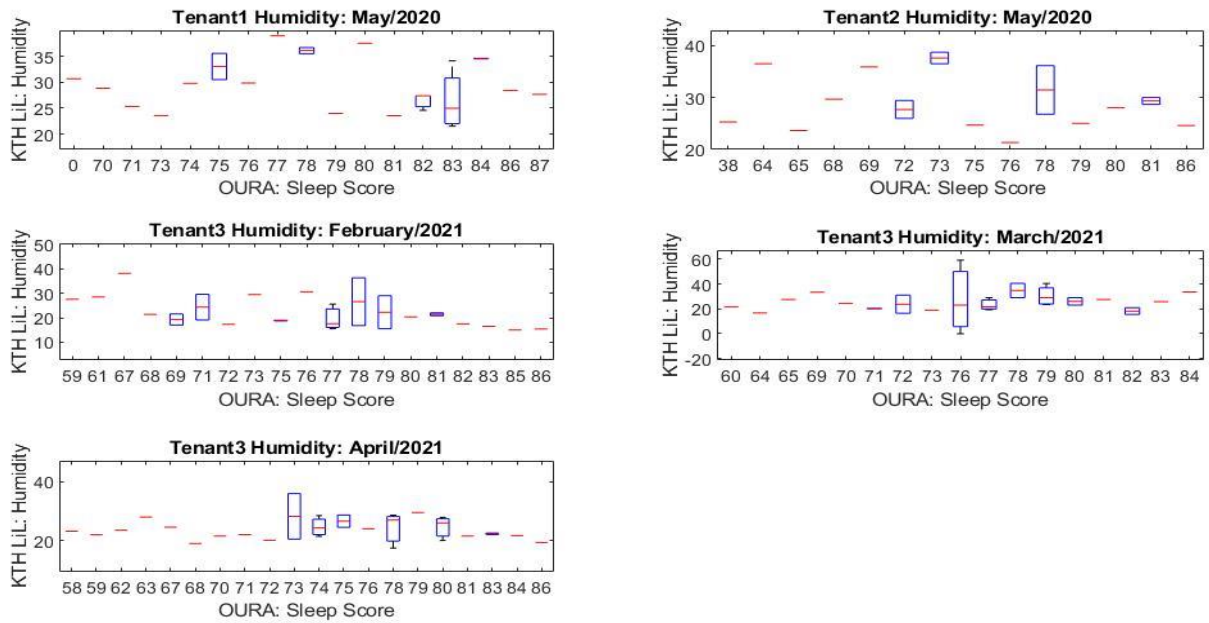 Tenant1 Humidity: May/2020
KTH LiL: Humidity
35
30
25
20
0 70 71 73 74 75 76 77 78 79 80 81 82 83 84 86 87
OURA: Sleep Score
Tenant2 Humidity: May/2020
KTH LiL: Humidity
40
30
20
38 64 65 68 69 72 73 75 76 78 79 80 81 86
OURA: Sleep Score
Tenant3 Humidity: February/2021
KTH LiL: Humidity
50
40
30
20
10
59 61 67 68 69 71 72 73 75 76 77 78 79 80 81 82 83 85 86
OURA: Sleep Score
Tenant3 Humidity: March/2021
KTH LiL: Humidity
60
40
20
0
-20
60 64 65 69 70 71 72 73 76 77 78 79 80 81 82 83 84
OURA: Sleep Score
Tenant3 Humidity: April/2021
KTH LiL: Humidity
40
20
58 59 62 63 67 68 70 71 72 73 74 75 76 78 79 80 81 83 84 86
OURA: Sleep Score